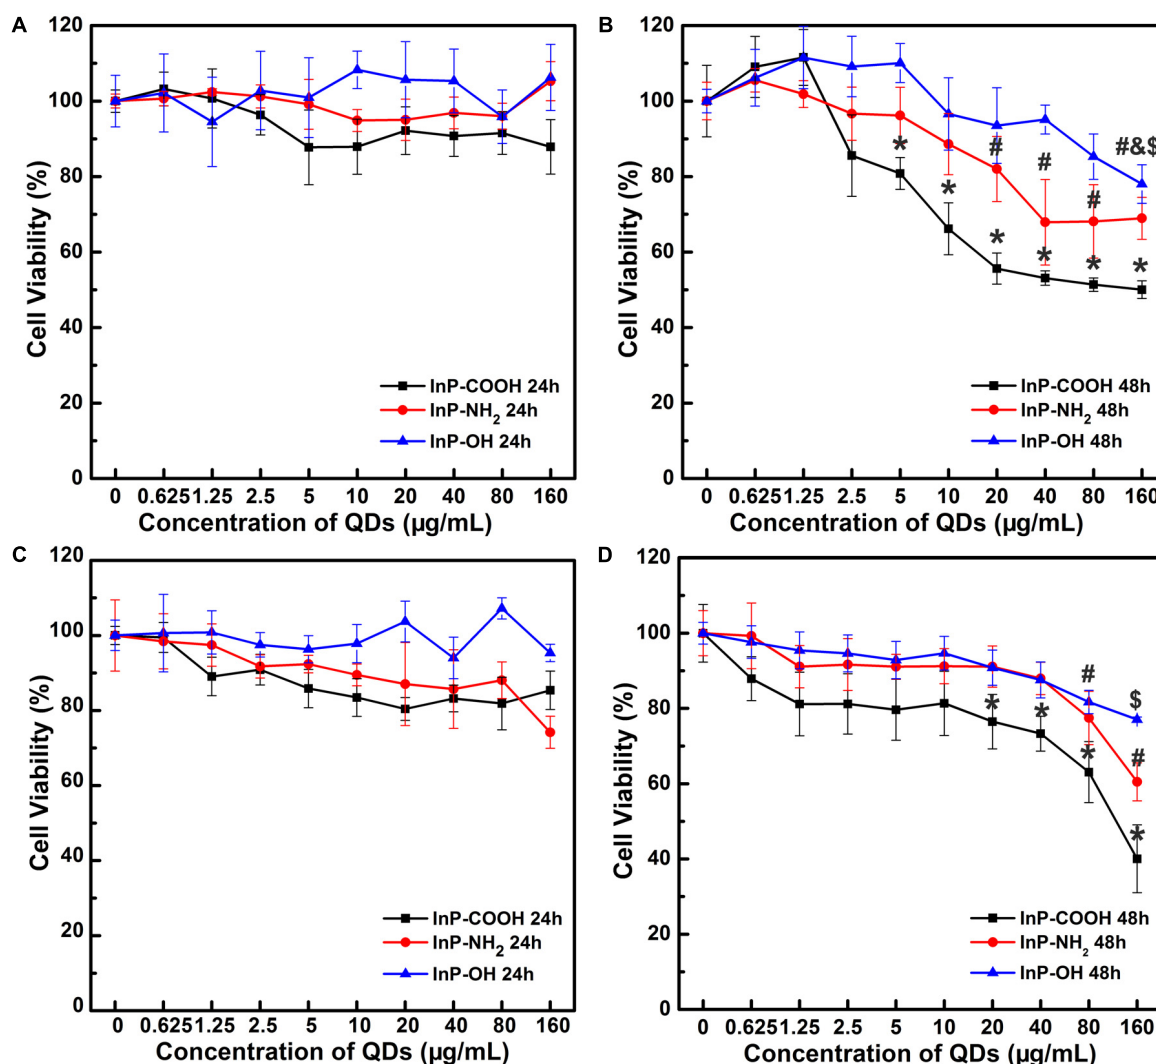 A
120
100
80
60
40
20
0
Cell Viability (%)
InP-COOH 24h
InP-NH2 24h
InP-OH 24h
0 0.625 1.25 2.5 5 10 20 40 80 160
Concentration of QDs (µg/mL)
B
120
100
80
60
40
20
0
Cell Viability (%)
* * # * # * # * #&$ *
InP-COOH 48h
InP-NH2 48h
InP-OH 48h
0 0.625 1.25 2.5 5 10 20 40 80 160
Concentration of QDs (µg/mL)
C
120
100
80
60
40
20
0
Cell Viability (%)
InP-COOH 24h
InP-NH2 24h
InP-OH 24h
0 0.625 1.25 2.5 5 10 20 40 80 160
Concentration of QDs (µg/mL)
D
120
100
80
60
40
20
0
Cell Viability (%)
* * # * $ # *
InP-COOH 48h
InP-NH2 48h
InP-OH 48h
0 0.625 1.25 2.5 5 10 20 40 80 160
Concentration of QDs (µg/mL)